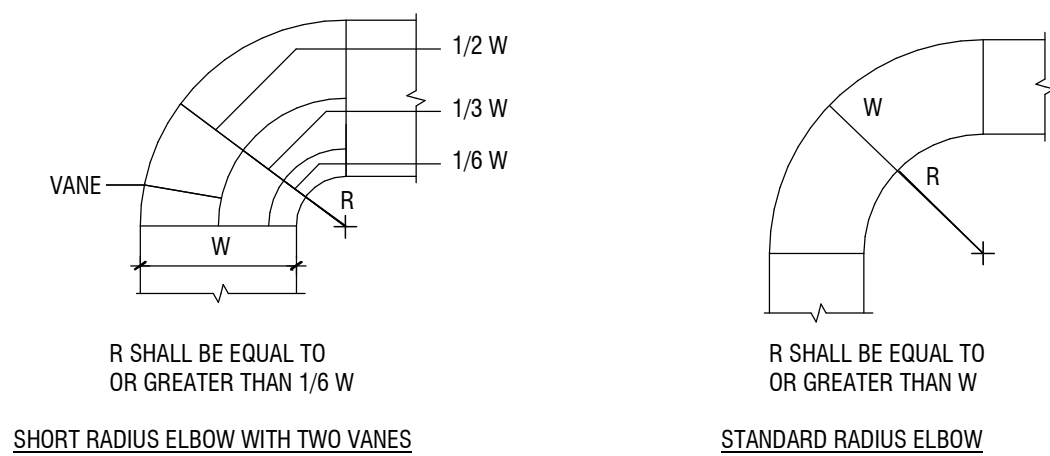 1/2 W
1/3 W
1/6 W
VANE
R
W
R SHALL BE EQUAL TO
OR GREATER THAN 1/6 W
SHORT RADIUS ELBOW WITH TWO VANES
W
R
R SHALL BE EQUAL TO
OR GREATER THAN W
STANDARD RADIUS ELBOW